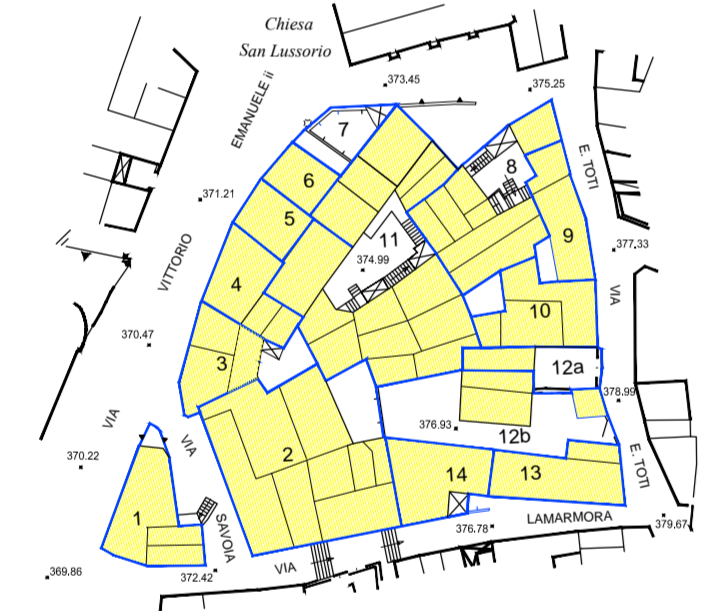 Chiesa
San Lussorio
373.45
375.25
EMANUELE ii
7
8
E. TOTI
6
371.21
5
9
11
377.33
374.99
VITTORIO
4
VIA
10
370.47
3
12a
378.99
VIA
376.93
12b
VIA
2
E. TOTI
370.22
14
13
1
SAVOIA
LAMARMORA
376.78
379.67
VIA
369.86
372.42